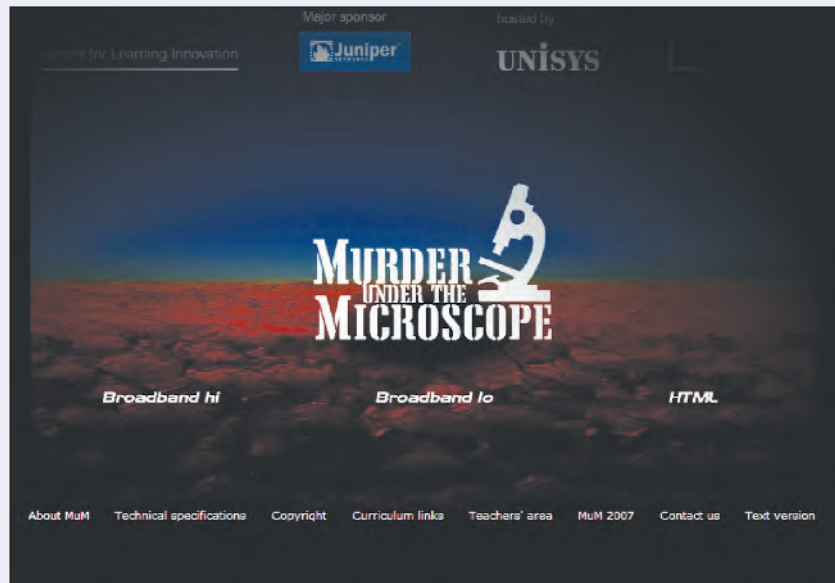 Major sponsor
hosted by
Centre for Learning Innovation
Juniper
NETWORKS
UNISYS
MURDER
UNDER THE
MICROSCOPE
Broadband hi
Broadband lo
HTML
About MuM
Technical specifications
Copyright
Curriculum links
Teachers' area
MuM 2007
Contact us
Text version